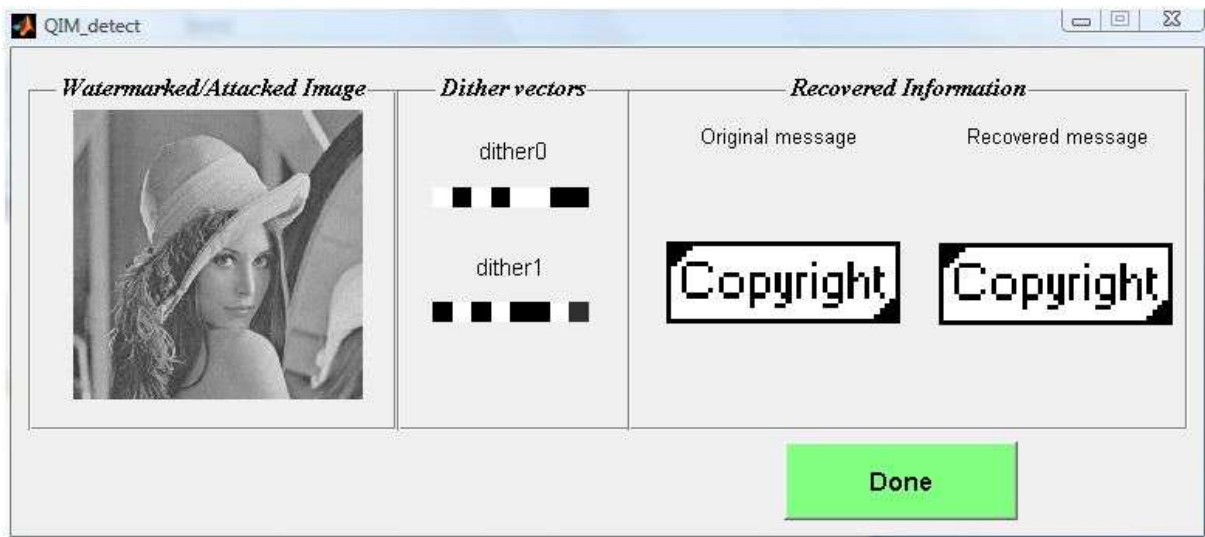 QIM_detect
Watermarked/Attacked Image
Dither vectors
Recovered Information
dither0
dither1
Original message
Recovered message
Copyright
Copyright
Done